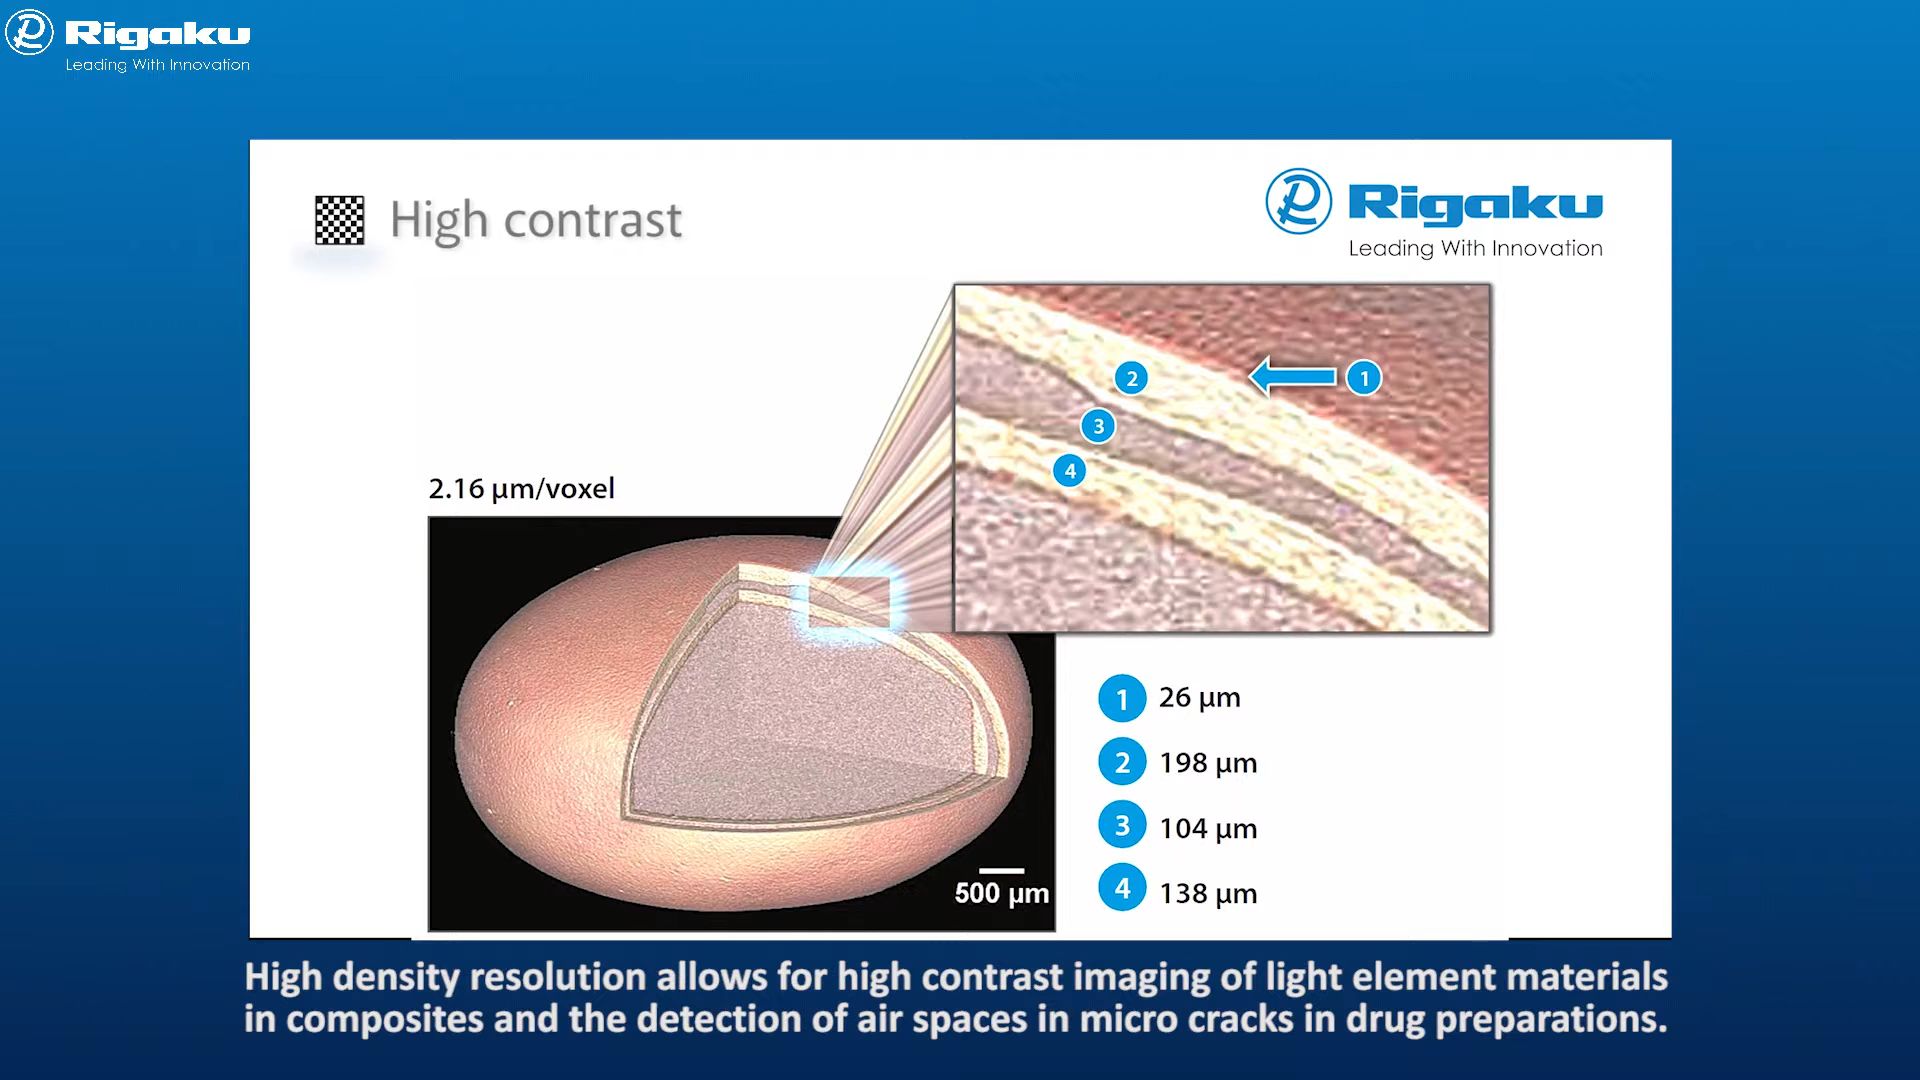 Rigaku
Leading With Innovation
High contrast
Rigaku
Leading With Innovation
2
1
3
4
2.16 µm/voxel
500 µm
1 26 µm
2 198 µm
3 104 µm
4 138 µm
High density resolution allows for high contrast imaging of light element materials
in composites and the detection of air spaces in micro cracks in drug preparations.